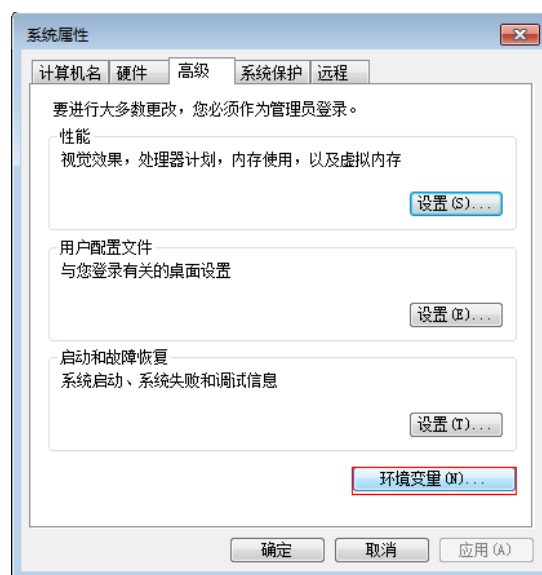 系统属性
计算机名 硬件 高级 系统保护 远程
要进行大多数更改，您必须作为管理员登录。
性能
视觉效果，处理器计划，内存使用，以及虚拟内存
设置(S)...
用户配置文件
与您登录有关的桌面设置
设置(E)...
启动和故障恢复
系统启动、系统失败和调试信息
设置(T)...
环境变量(N)...
确定 取消 应用(A)